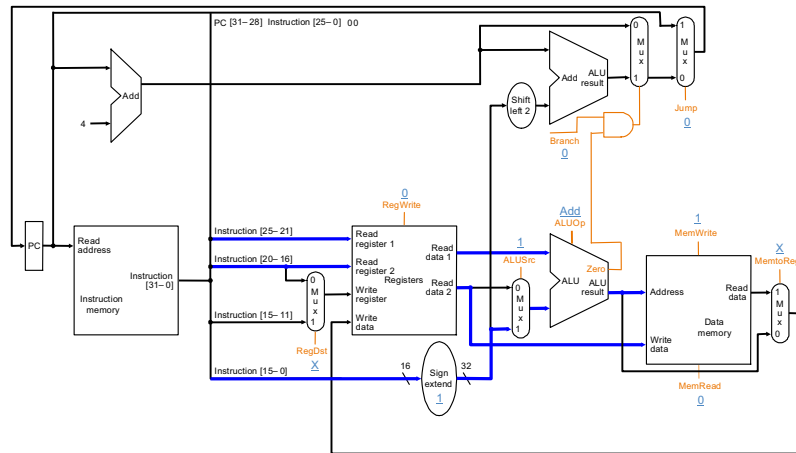 PC [31–28] Instruction [25–0] 00
0
M
u
x
1
1
M
u
x
0
Add
4
Shift
left 2
Add
ALU
result
Jump
0
Branch
0
PC
Read
address
Instruction
[31–0]
Instruction
memory
Instruction [25–21]
Instruction [20–16]
Instruction [15–11]
Instruction [15–0]
0
M
u
x
1
RegDst
X
0
RegWrite
Read
register 1
Read
register 2
Write
register
Write
data
Registers
Read
data 1
Read
data 2
16
Sign
extend
1
32
1
ALUSrc
0
M
u
x
1
Add
ALUOp
Zero
ALU
ALU
result
1
MemWrite
Address
Write
data
Read
data
Data
memory
MemRead
0
X
MemtoReg
1
M
u
x
0